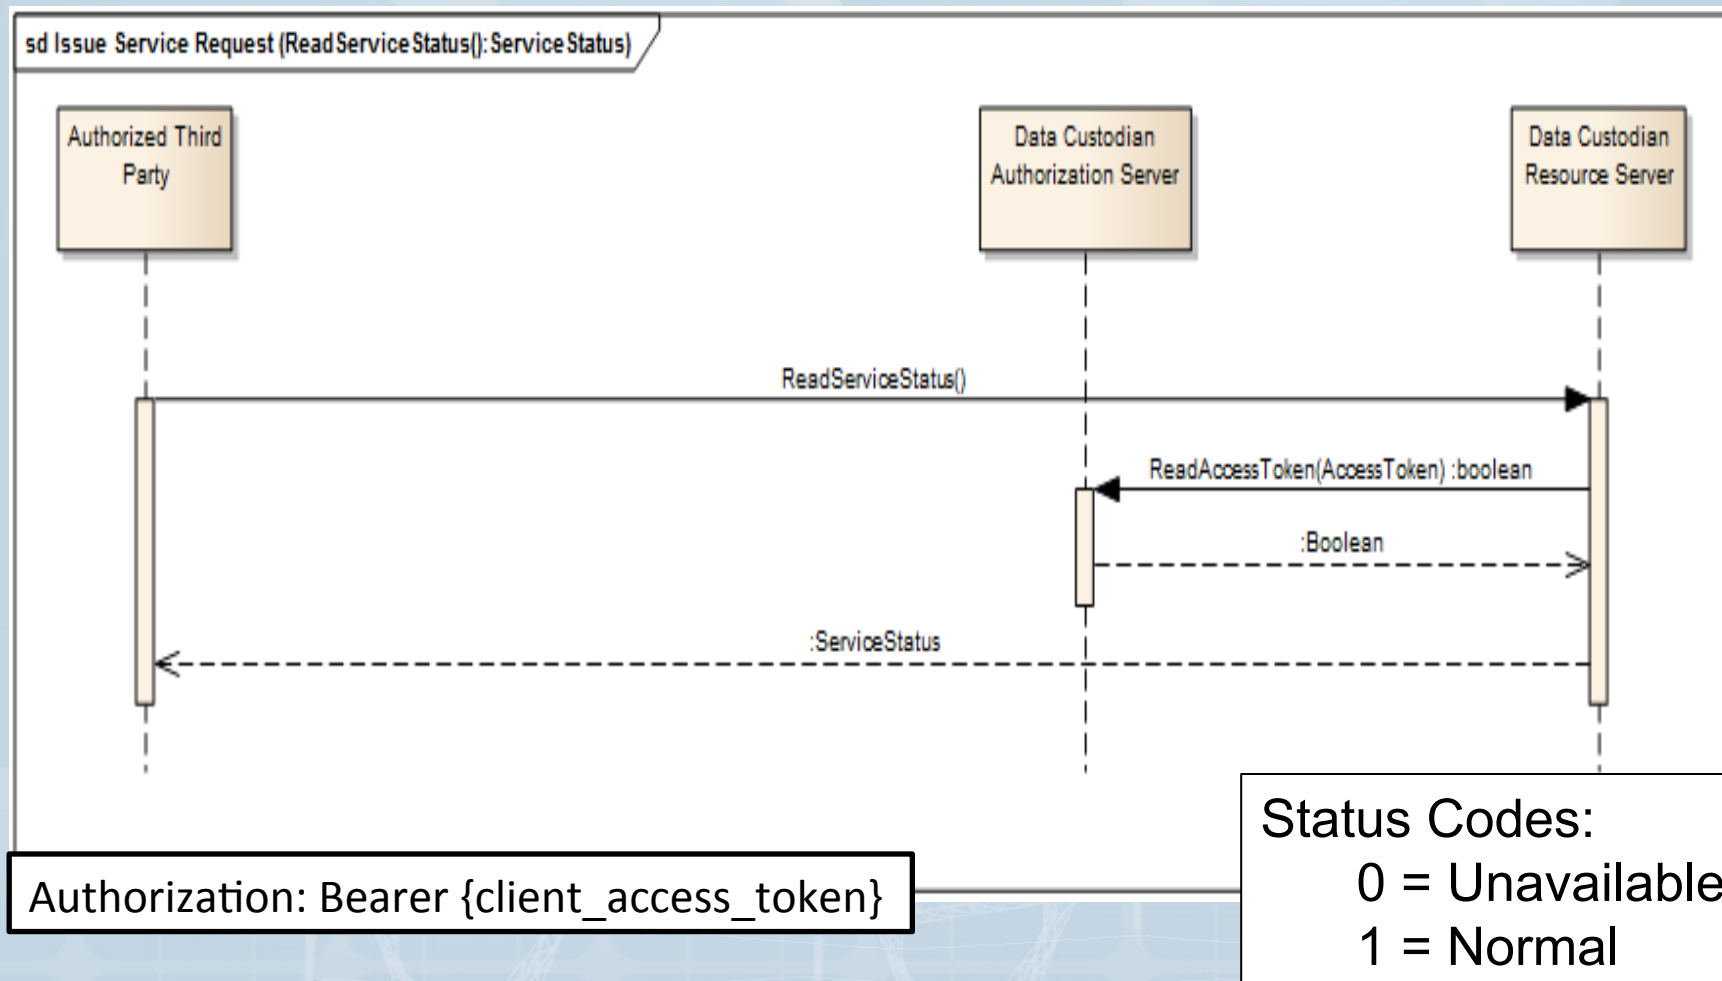 sd Issue Service Request (ReadServiceStatus():ServiceStatus)
Authorized Third
Party
Data Custodian
Authorization Server
Data Custodian
Resource Server
ReadServiceStatus()
ReadAccessToken(AccessToken) :boolean
:Boolean
:ServiceStatus
Status Codes:
0 = Unavailable
1 = Normal
Authorization: Bearer {client_access_token}